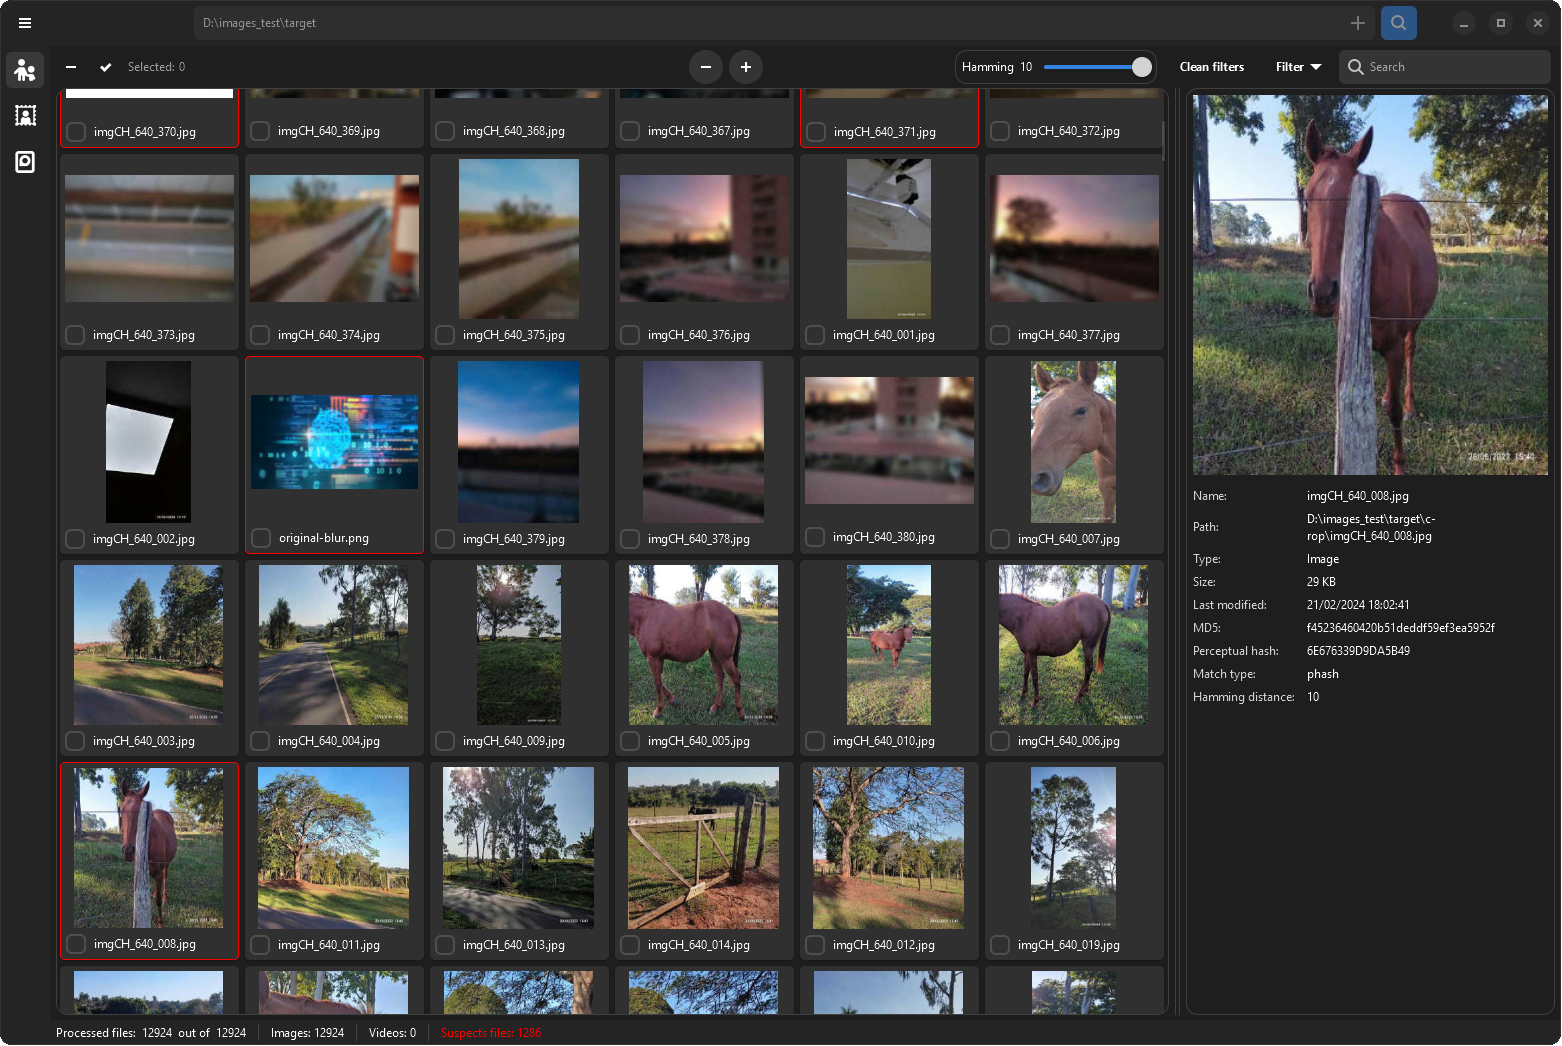 D:\images_test\target
Selected: 0
Hamming 10
Clean filters
Filter
Search
imgCH_640_370.jpg
imgCH_640_369.jpg
imgCH_640_368.jpg
imgCH_640_367.jpg
imgCH_640_371.jpg
imgCH_640_372.jpg
imgCH_640_373.jpg
imgCH_640_374.jpg
imgCH_640_375.jpg
imgCH_640_376.jpg
imgCH_640_001.jpg
imgCH_640_377.jpg
imgCH_640_002.jpg
original-blur.png
imgCH_640_379.jpg
imgCH_640_378.jpg
imgCH_640_380.jpg
imgCH_640_007.jpg
imgCH_640_003.jpg
imgCH_640_004.jpg
imgCH_640_009.jpg
imgCH_640_005.jpg
imgCH_640_010.jpg
imgCH_640_006.jpg
imgCH_640_008.jpg
imgCH_640_011.jpg
imgCH_640_013.jpg
imgCH_640_014.jpg
imgCH_640_012.jpg
imgCH_640_019.jpg
Name: imgCH_640_008.jpg
Path: D:\images_test\target\c-
rop\imgCH_640_008.jpg
Type: Image
Size: 29 KB
Last modified: 21/02/2024 18:02:41
MD5: f45236460420b51deddf59ef3ea5952f
Perceptual hash: 6E676339D9DA5B49
Match type: phash
Hamming distance: 10
Processed files: 12924 out of 12924
Images: 12924
Videos: 0
Suspects files: 1286